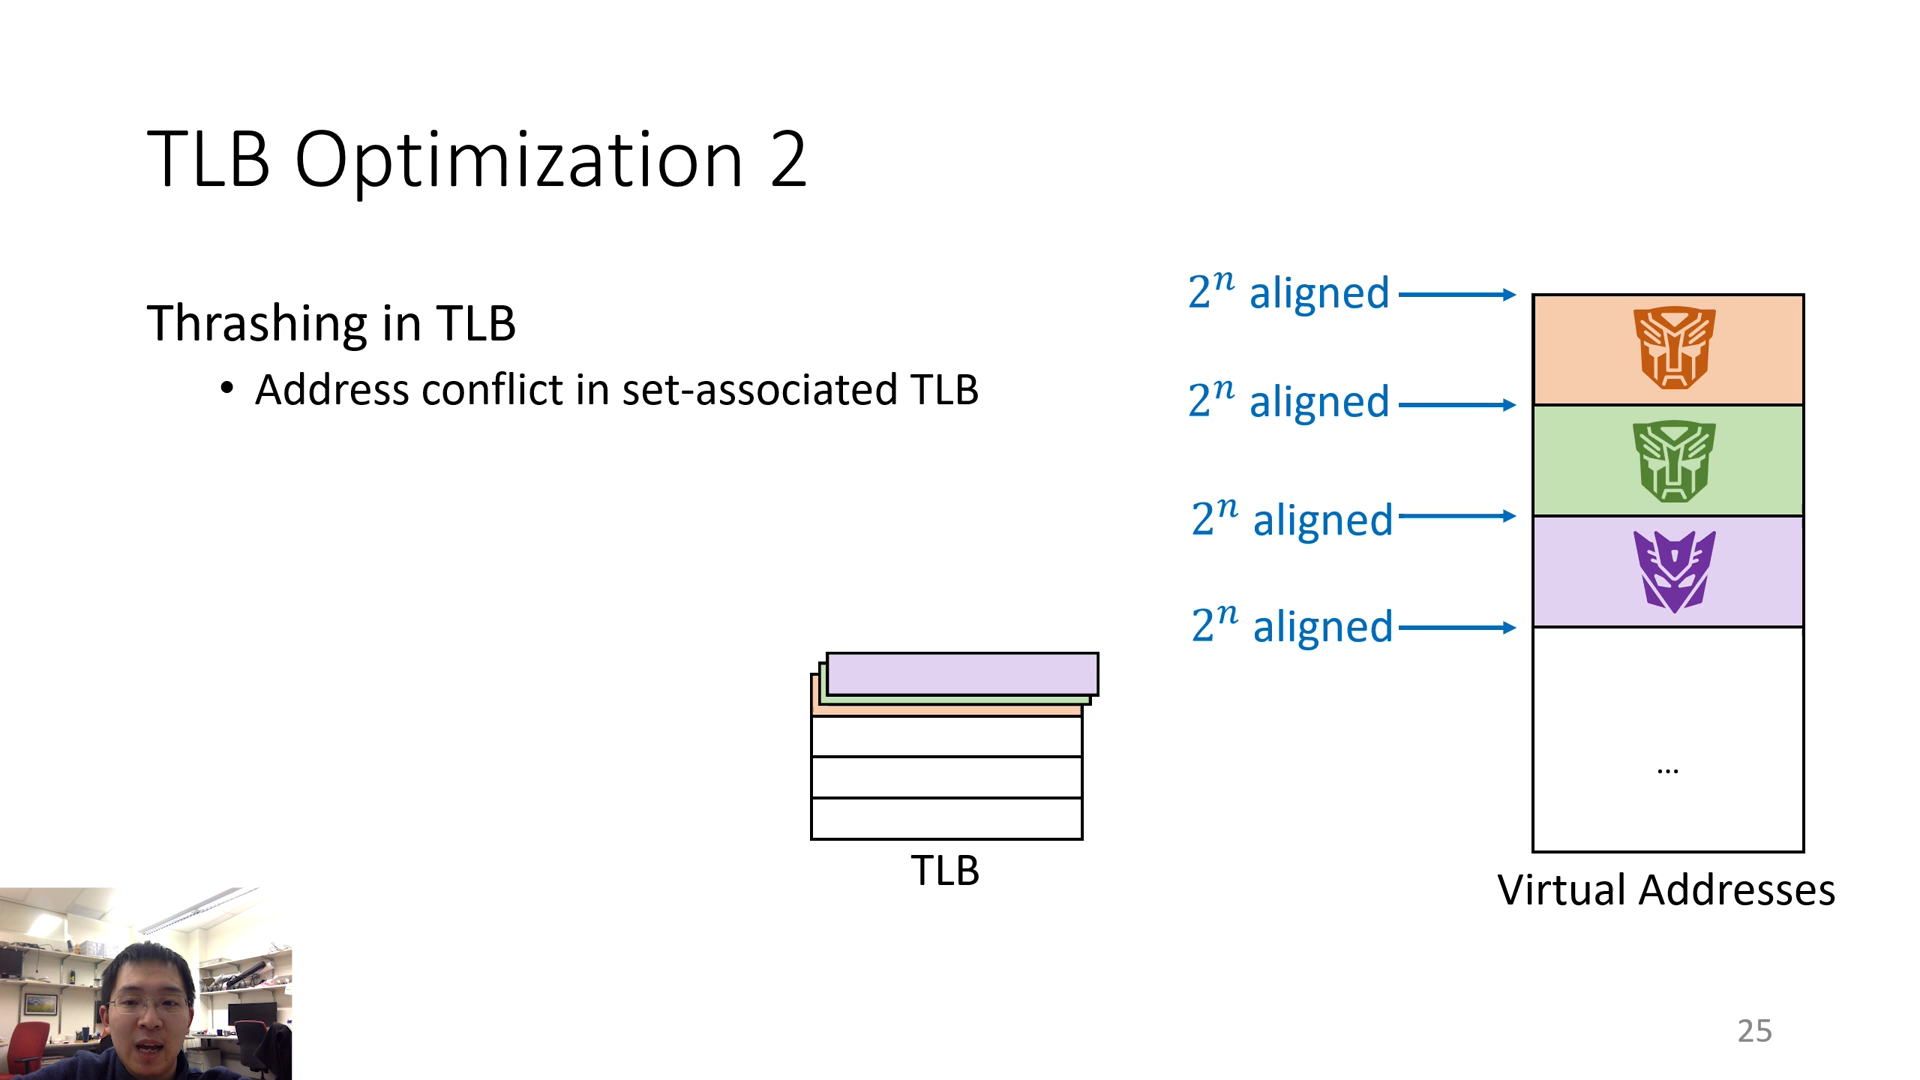 TLB Optimization 2
Thrashing in TLB
• Address conflict in set-associated TLB
2ⁿ aligned
2ⁿ aligned
2ⁿ aligned
2ⁿ aligned
...
TLB
Virtual Addresses
25